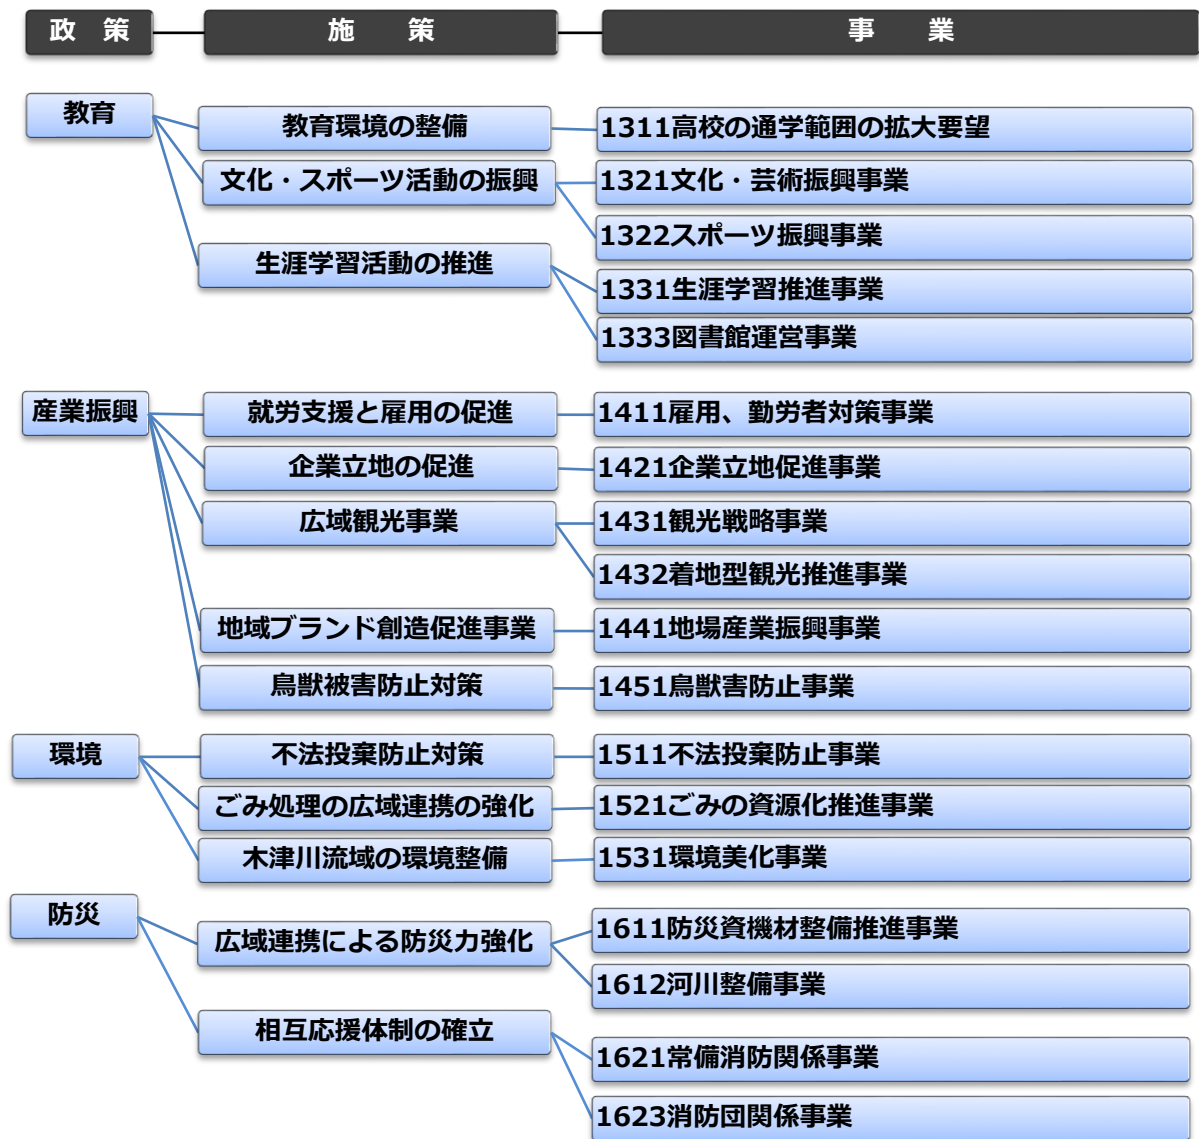 政 策
施 策
事 業
教育
教育環境の整備
1311高校の通学範囲の拡大要望
文化・スポーツ活動の振興
1321文化・芸術振興事業
1322スポーツ振興事業
生涯学習活動の推進
1331生涯学習推進事業
1333図書館運営事業
産業振興
就労支援と雇用の促進
1411雇用、勤労者対策事業
企業立地の促進
1421企業立地促進事業
広域観光事業
1431観光戦略事業
1432着地型観光推進事業
地域ブランド創造促進事業
1441地場産業振興事業
鳥獣被害防止対策
1451鳥獣害防止事業
環境
不法投棄防止対策
1511不法投棄防止事業
ごみ処理の広域連携の強化
1521ごみの資源化推進事業
木津川流域の環境整備
1531環境美化事業
防災
広域連携による防災力強化
1611防災資機材整備推進事業
1612河川整備事業
相互応援体制の確立
1621常備消防関係事業
1623消防団関係事業